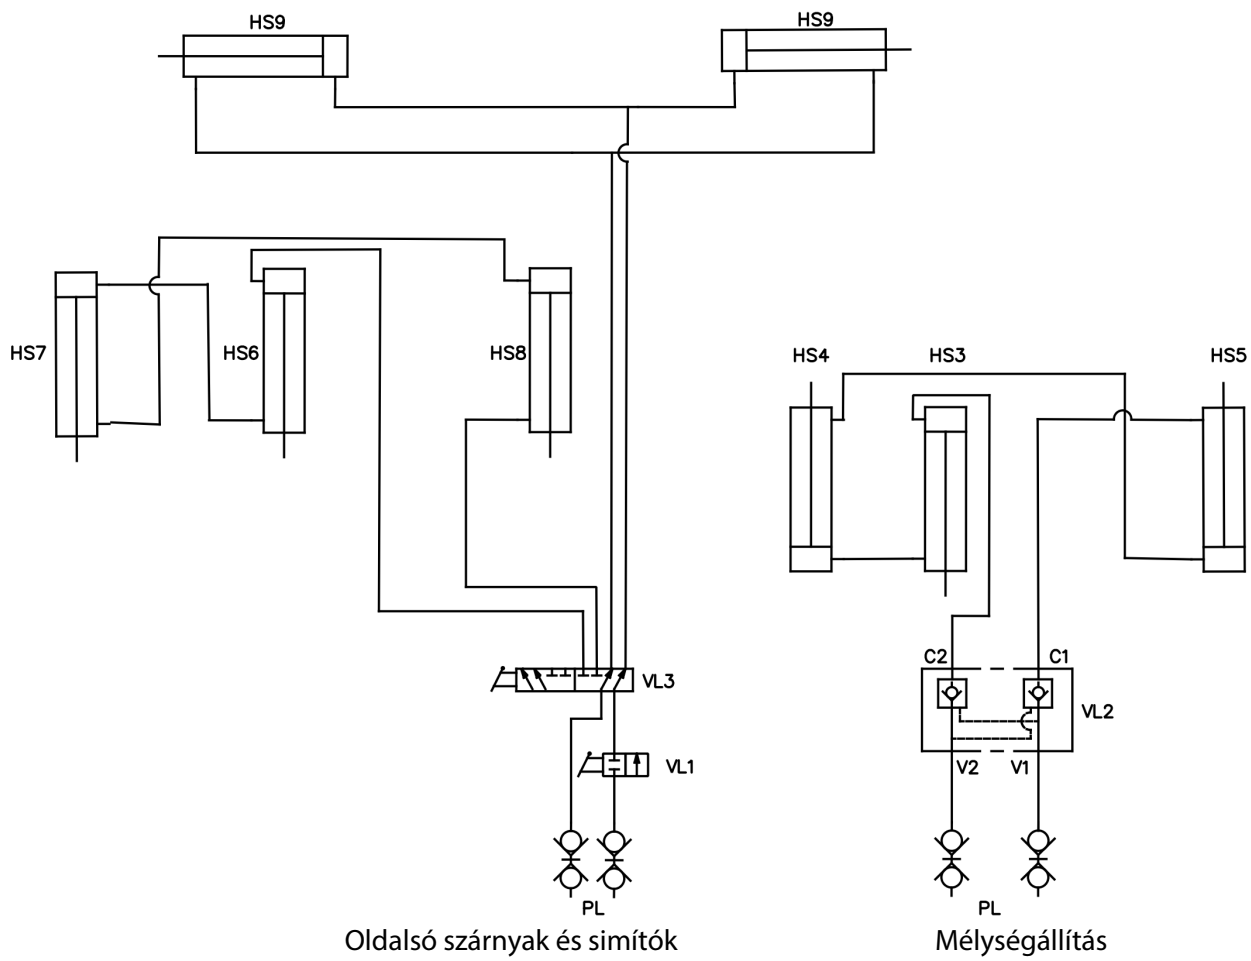 HS9
HS9
HS7
HS6
HS8
HS4
HS3
HS5
C2
C1
VL3
VL2
VL1
V2
V1
PL
PL
Oldalsó szárnyak és simítók
Mélységállítás